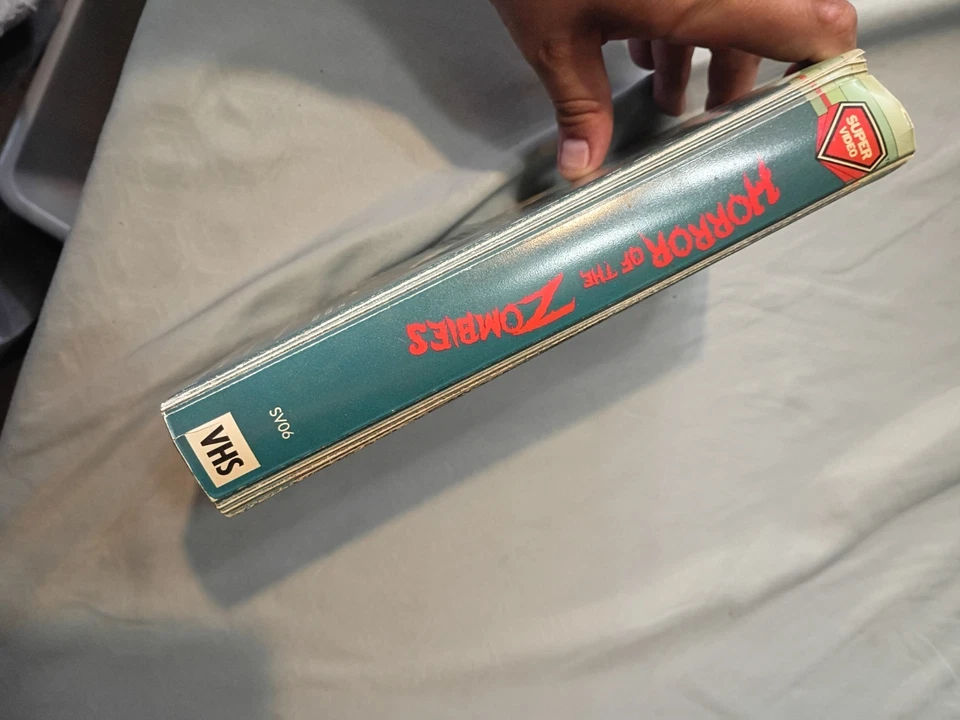 SUPER
VIDEO
HORROR OF THE ZOMBIES
SV06
VHS